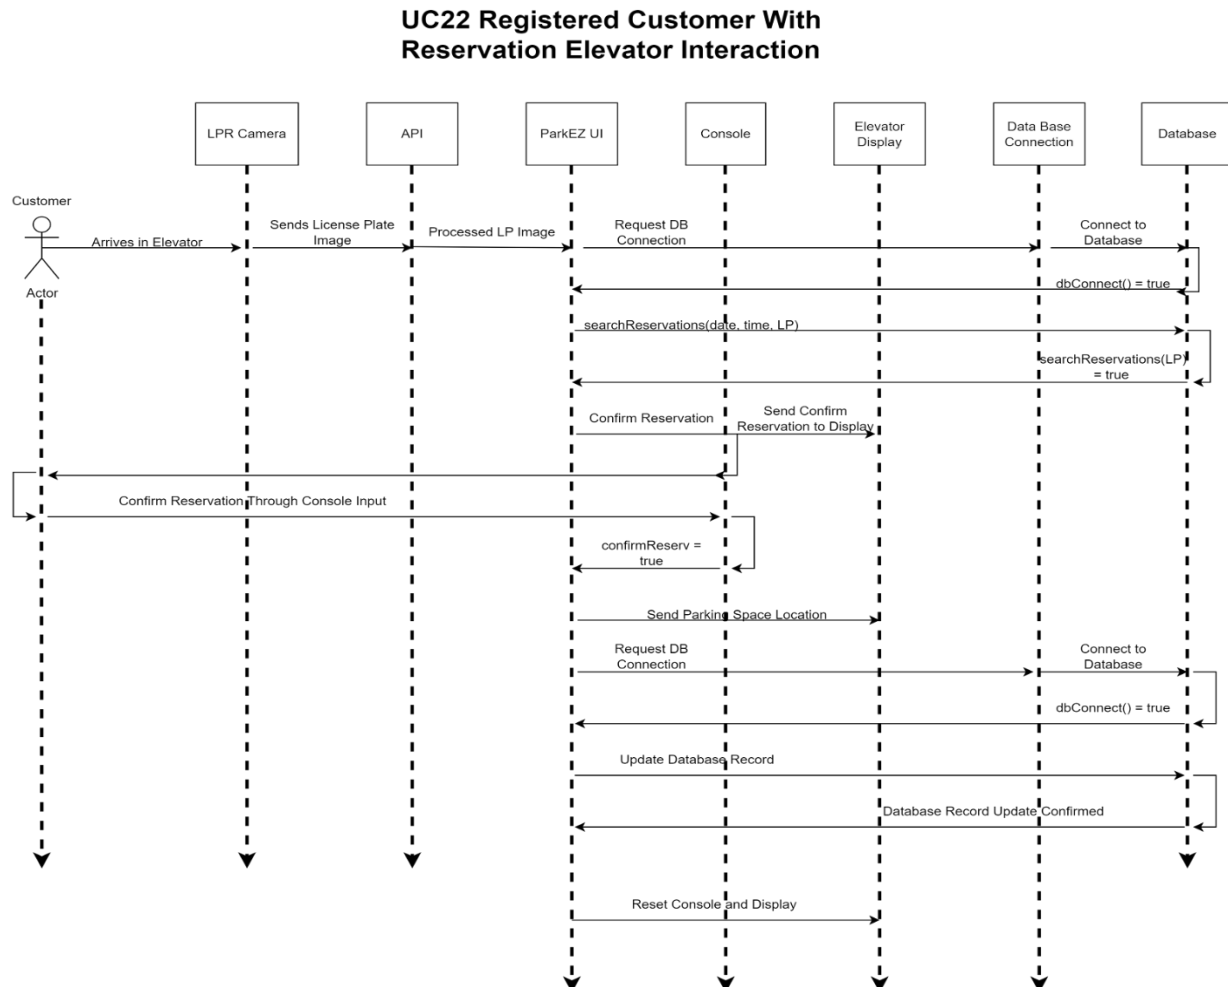 UC22 Registered Customer With
Reservation Elevator Interaction
LPR Camera
API
ParkEZ UI
Console
Elevator
Display
Data Base
Connection
Database
Customer
Actor
Arrives in Elevator
Sends License Plate
Image
Processed LP Image
Request DB
Connection
Connect to
Database
dbConnect() = true
searchReservations(date, time, LP)
searchReservations(LP)
= true
Confirm Reservation
Send Confirm
Reservation to Display
Confirm Reservation Through Console Input
confirmReserv =
true
Send Parking Space Location
Request DB
Connection
Connect to
Database
dbConnect() = true
Update Database Record
Database Record Update Confirmed
Reset Console and Display